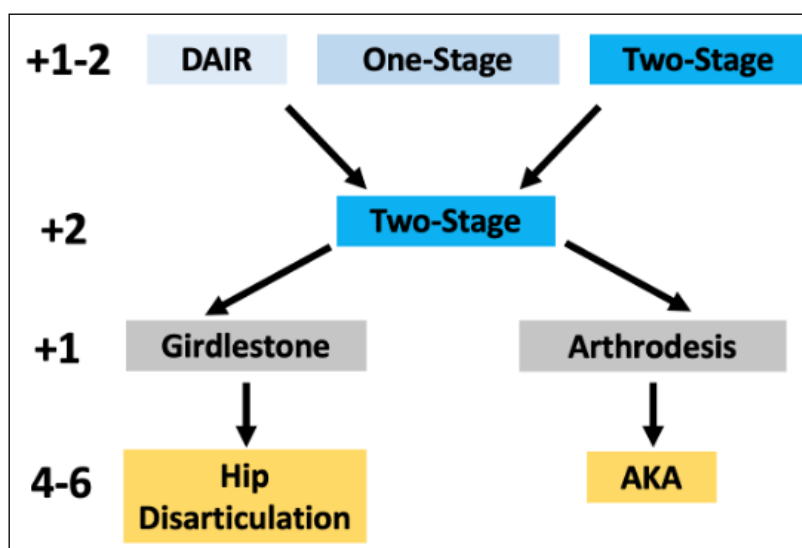 +1-2 DAIR One-Stage Two-Stage
+2 Two-Stage
+1 Girdlestone Arthrodesis
4-6 Hip AKA
Disarticulation